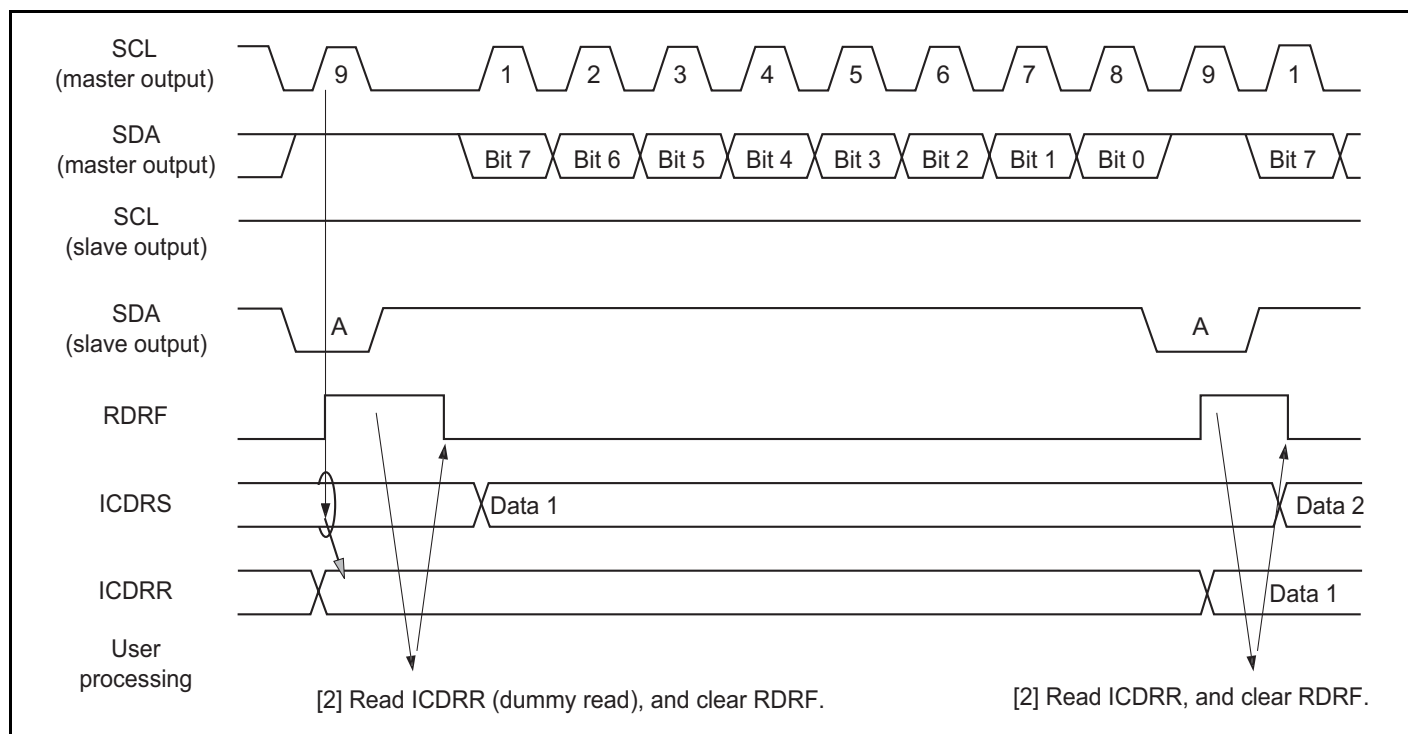 SCL
(master output)
9 1 2 3 4 5 6 7 8 9 1
SDA
(master output)
Bit 7 Bit 6 Bit 5 Bit 4 Bit 3 Bit 2 Bit 1 Bit 0 Bit 7
SCL
(slave output)
SDA
(slave output)
A A
RDRF
ICDRS
Data 1 Data 2
ICDRR
Data 1
User
processing
[2] Read ICDRR (dummy read), and clear RDRF.
[2] Read ICDRR, and clear RDRF.